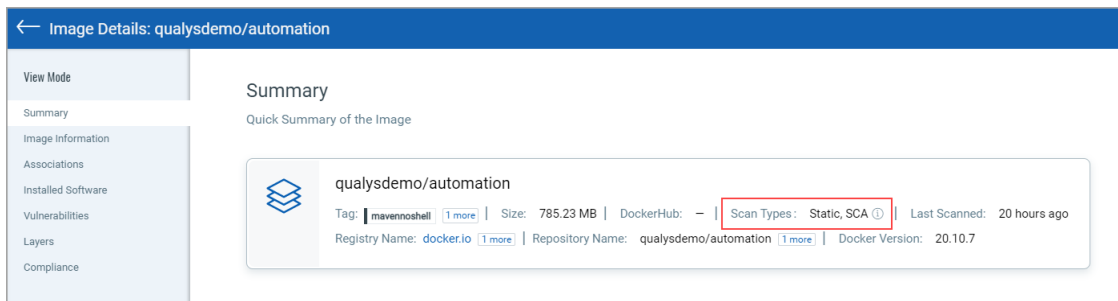 ← Image Details: qualysdemo/automation
View Mode
Summary
Image Information
Associations
Installed Software
Vulnerabilities
Layers
Compliance
Summary
Quick Summary of the Image
qualysdemo/automation
Tag: mavennoshell 1 more | Size: 785.23 MB | DockerHub: – | Scan Types: Static, SCA ⓘ | Last Scanned: 20 hours ago
Registry Name: docker.io 1 more | Repository Name: qualysdemo/automation 1 more | Docker Version: 20.10.7